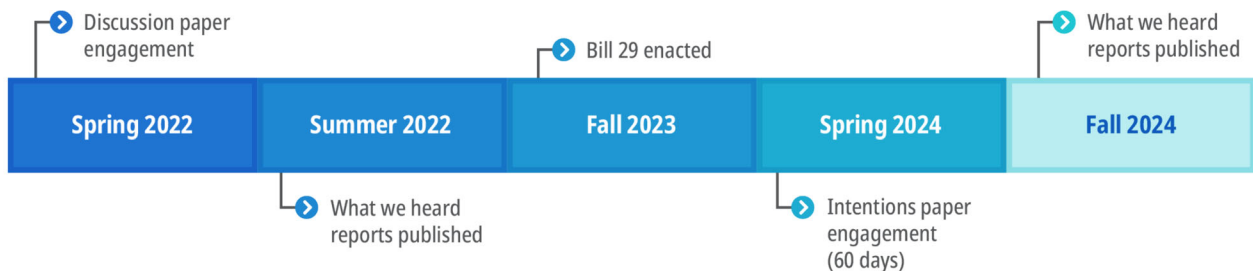 Discussion paper
engagement
Bill 29 enacted
What we heard
reports published
Spring 2022
Summer 2022
Fall 2023
Spring 2024
Fall 2024
What we heard
reports published
Intentions paper
engagement
(60 days)